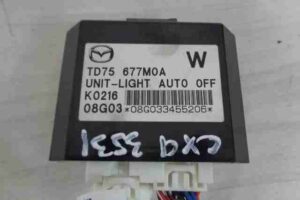 W
TD75 677M0A
UNIT-LIGHT AUTO OFF
K0216
08G03 *08G033455206*
CX9 3531